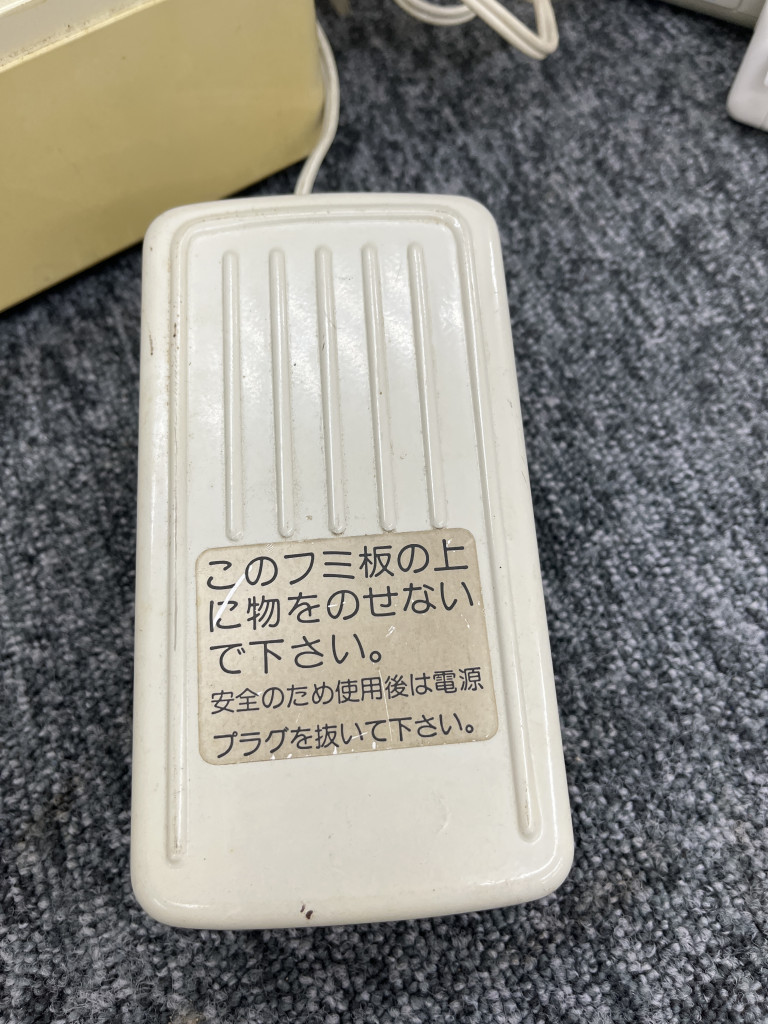 このフミ板の上
に物をのせない
で下さい。
安全のため使用後は電源
プラグを抜いて下さい。